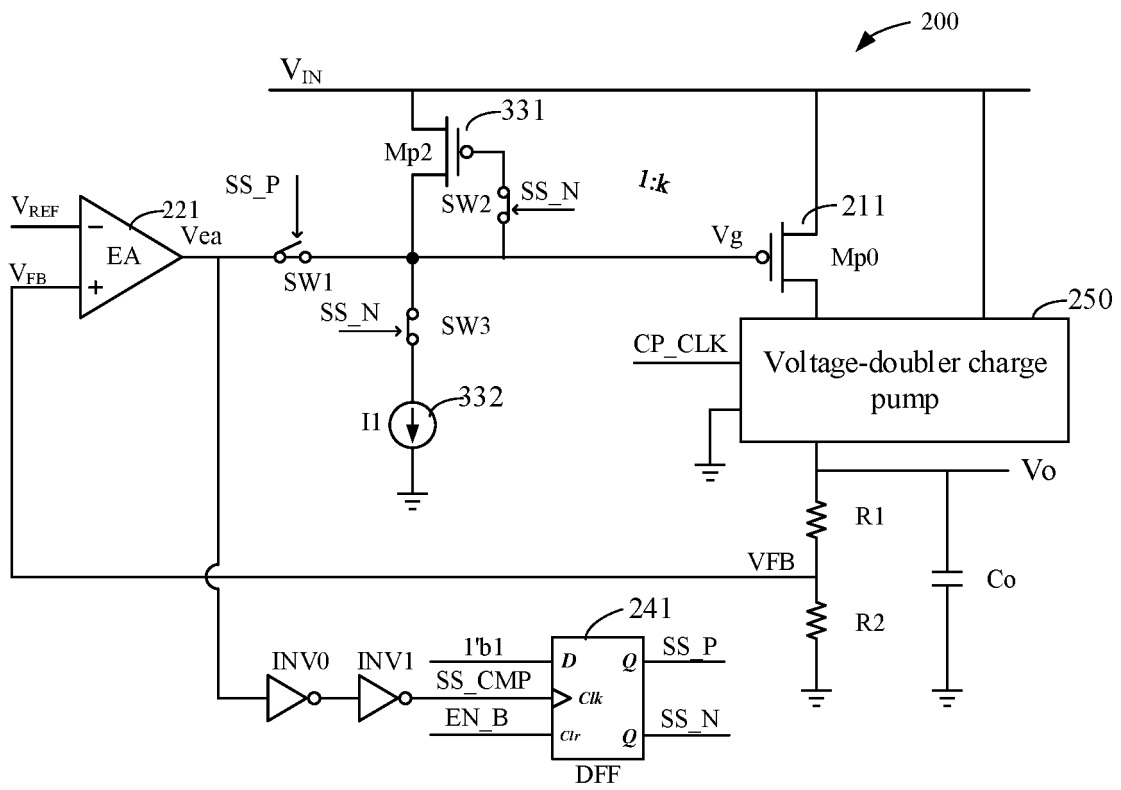 200
V_IN
331
Mp2
SS_P
SW2
SS_N
1:k
211
V_REF
221
Vea
EA
V_FB
SW1
Vg
Mp0
SS_N
SW3
250
CP_CLK
Voltage-doubler charge
pump
I1
332
Vo
R1
VFB
Co
R2
241
INV0
INV1
1'b1
D
Q
SS_P
SS_CMP
Clk
EN_B
Clr
Q
SS_N
DFF